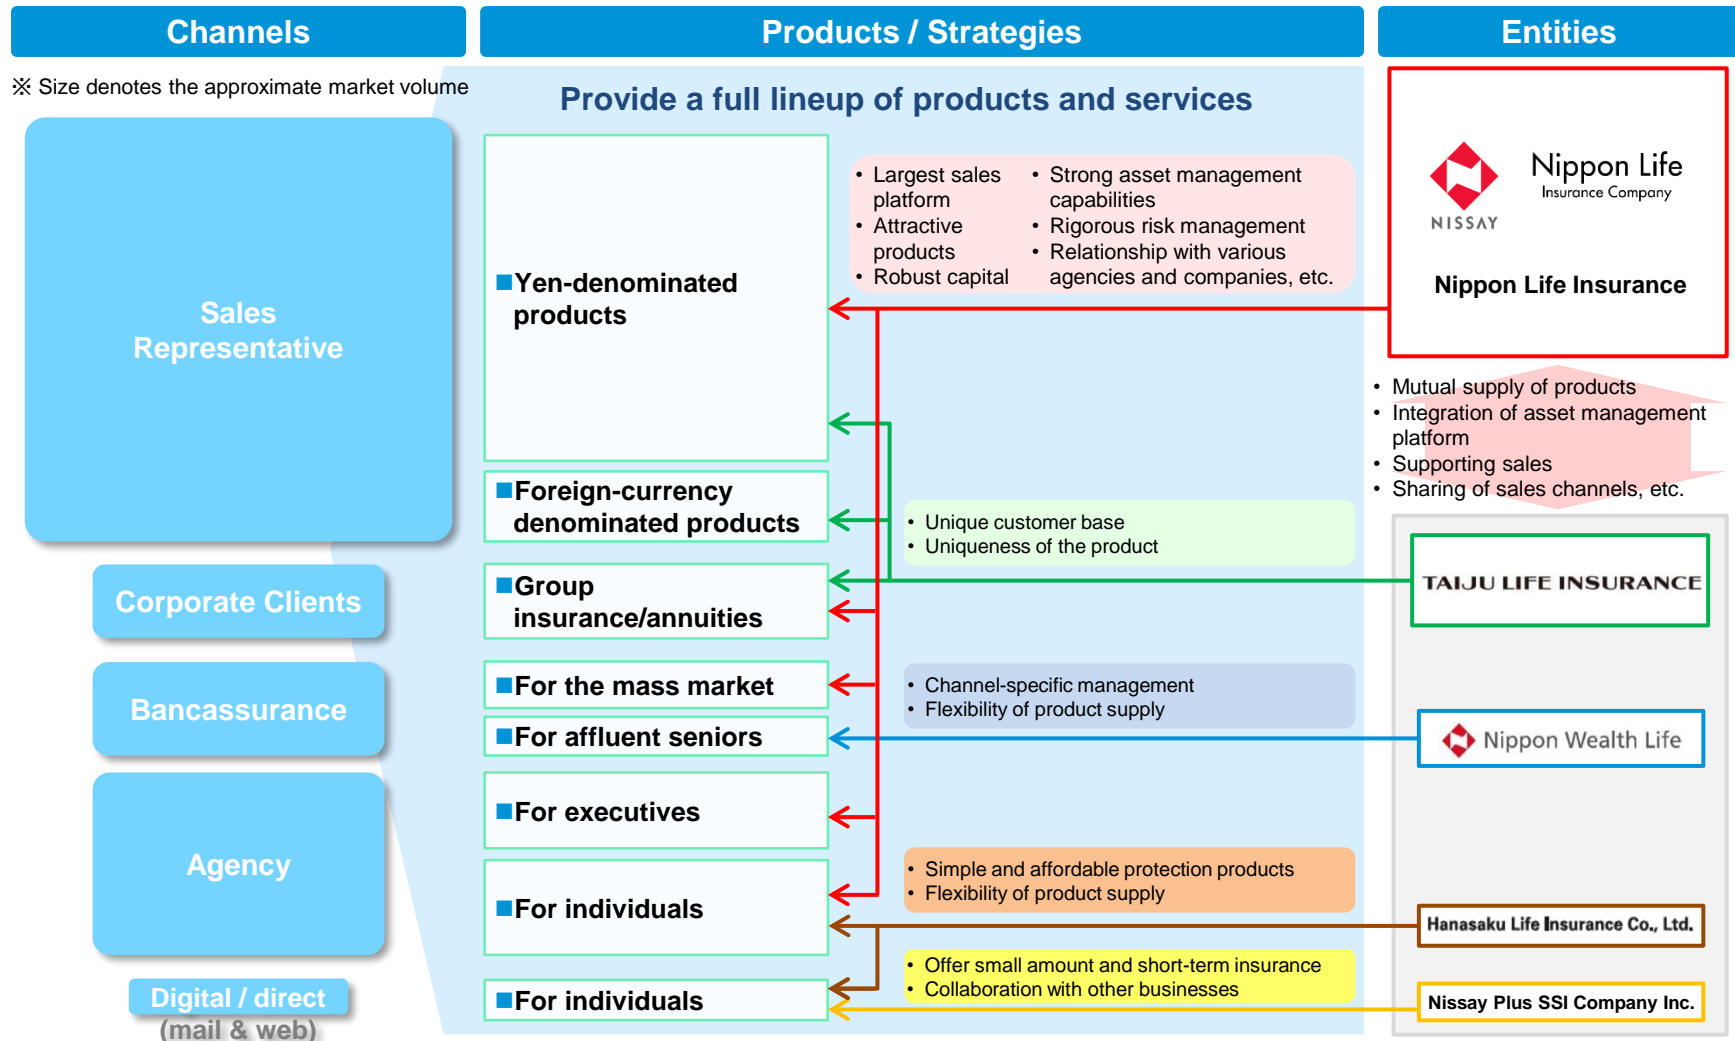 Channels
Products / Strategies
Entities
※ Size denotes the approximate market volume
Provide a full lineup of products and services
Sales
Representative
Corporate Clients
Bancassurance
Agency
Digital / direct
(mail & web)
■Yen-denominated
products
■Foreign-currency
denominated products
■Group
insurance/annuities
■For the mass market
■For affluent seniors
■For executives
■For individuals
■For individuals
• Largest sales
platform
• Attractive
products
• Robust capital
• Strong asset management
capabilities
• Rigorous risk management
• Relationship with various
agencies and companies, etc.
• Unique customer base
• Uniqueness of the product
• Channel-specific management
• Flexibility of product supply
• Simple and affordable protection products
• Flexibility of product supply
• Offer small amount and short-term insurance
• Collaboration with other businesses
NISSAY
Nippon Life
Insurance Company
Nippon Life Insurance
• Mutual supply of products
• Integration of asset management
platform
• Supporting sales
• Sharing of sales channels, etc.
TAIJU LIFE INSURANCE
Nippon Wealth Life
Hanasaku Life Insurance Co., Ltd.
Nissay Plus SSI Company Inc.